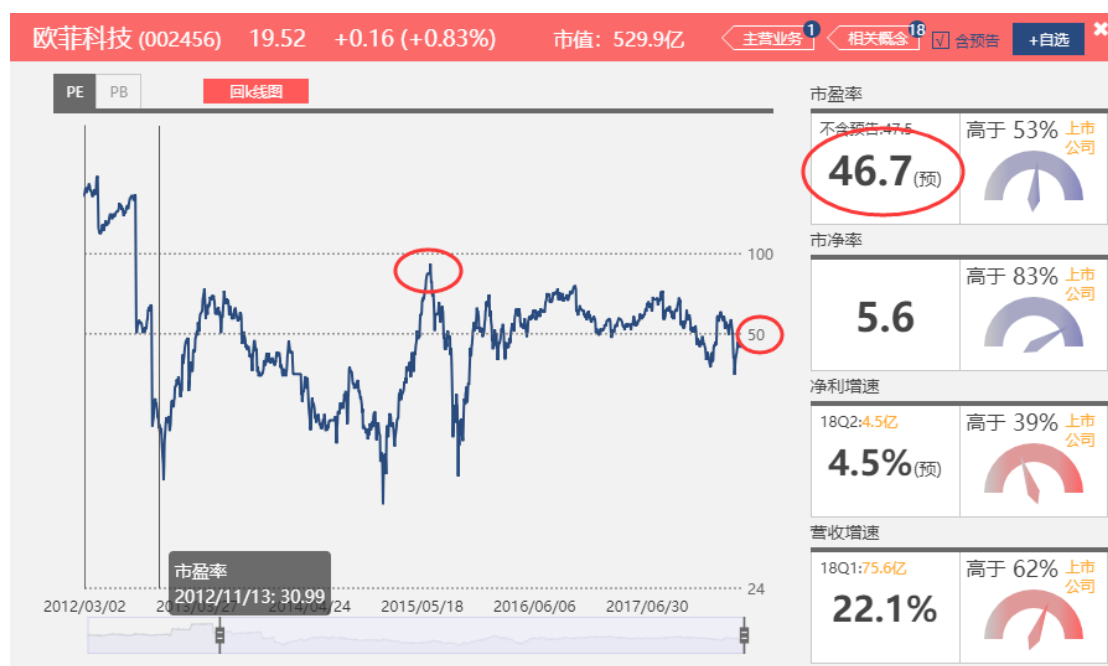 欧菲科技 (002456) 19.52 +0.16 (+0.83%) 市值：529.9亿 主营业务 1 相关概念 18 √ 含预告 +自选 ✖
PE PB 回k线图
市盈率
不含预告:47.5
46.7(预)
高于 53% 上市
公司
市净率
5.6
高于 83% 上市
公司
净利增速
18Q2:4.5亿
4.5%(预)
高于 39% 上市
公司
营收增速
18Q1:75.6亿
22.1%
高于 62% 上市
公司
100
50
24
市盈率
2012/11/13: 30.99
2012/03/02 2013/03/27 2014/04/24 2015/05/18 2016/06/06 2017/06/30